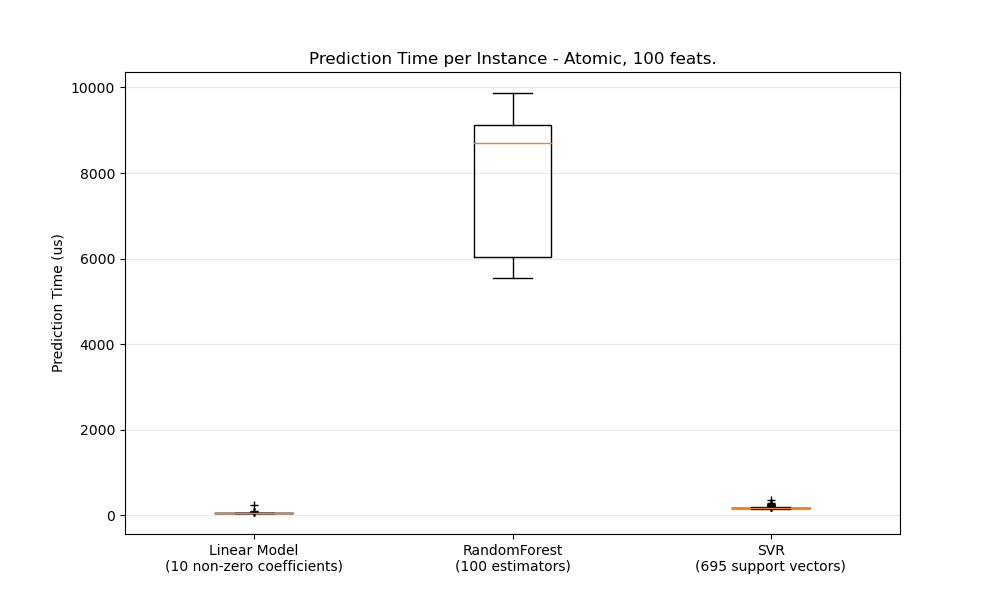 Prediction Time per Instance - Atomic, 100 feats.
Prediction Time (us)
10000
8000
6000
4000
2000
0
Linear Model
(10 non-zero coefficients)
RandomForest
(100 estimators)
SVR
(695 support vectors)